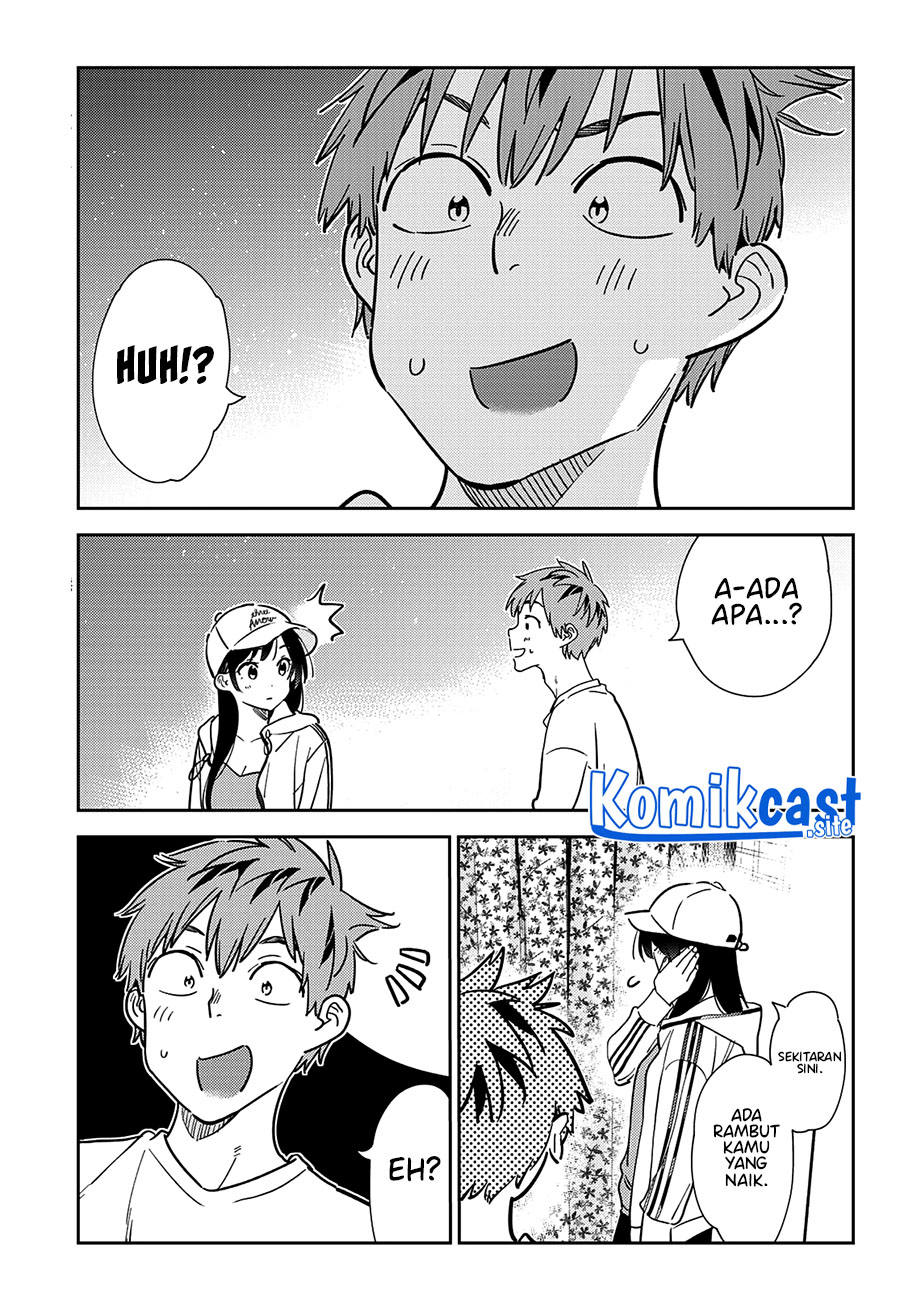 HUH!?
A-ADA
APA...?
Komikcast
.site
SEKITARAN
SINI.
ADA
RAMBUT
KAMU
YANG
NAIK.
EH?